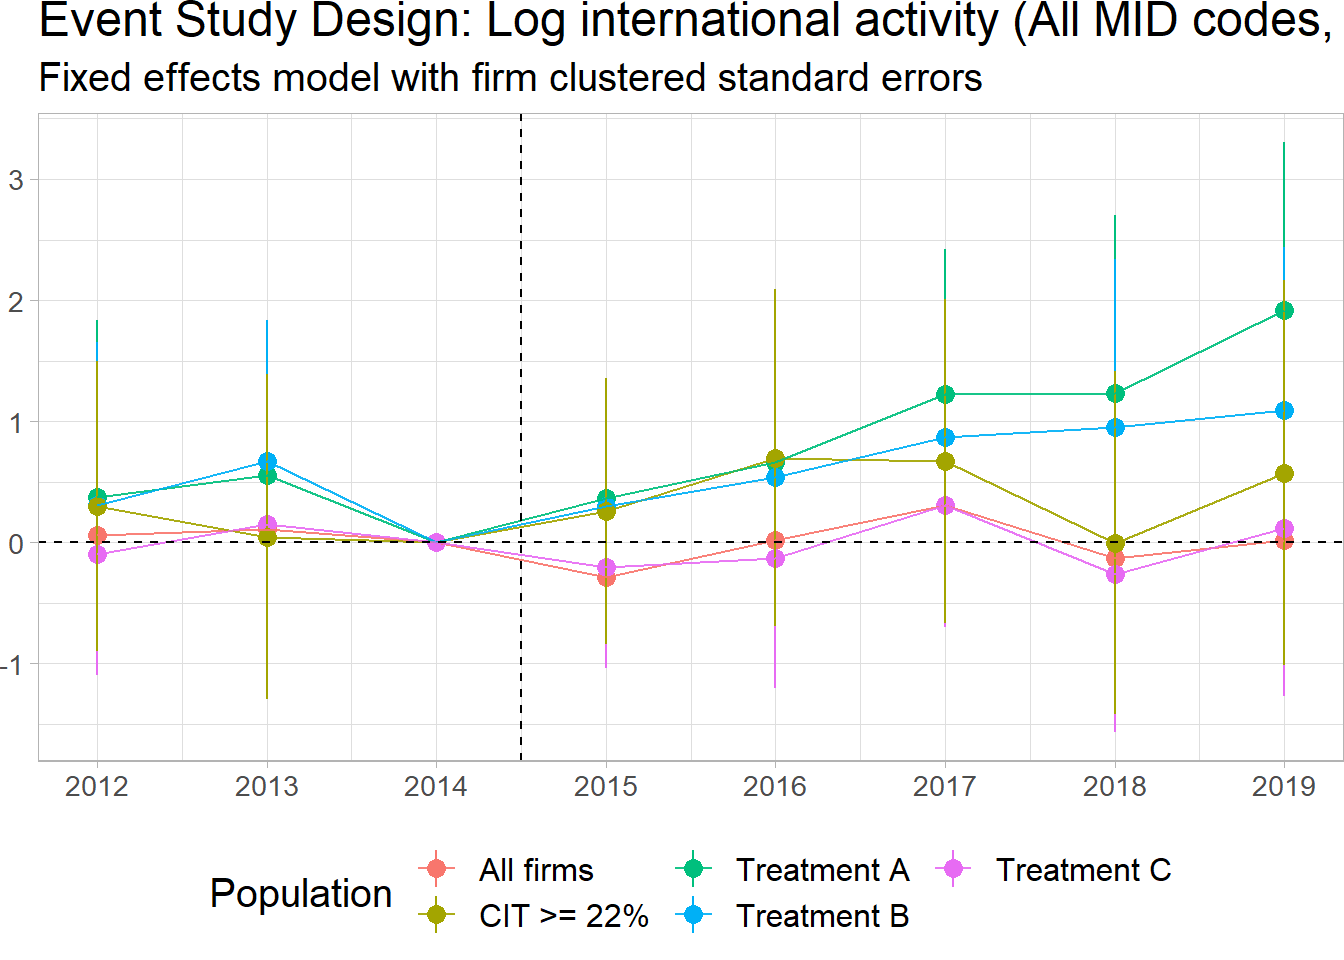 Event Study Design: Log international activity (All MID codes,
Fixed effects model with firm clustered standard errors
3
2
1
0
-1
2012 2013 2014 2015 2016 2017 2018 2019
Population
All firms Treatment A Treatment C
CIT >= 22% Treatment B